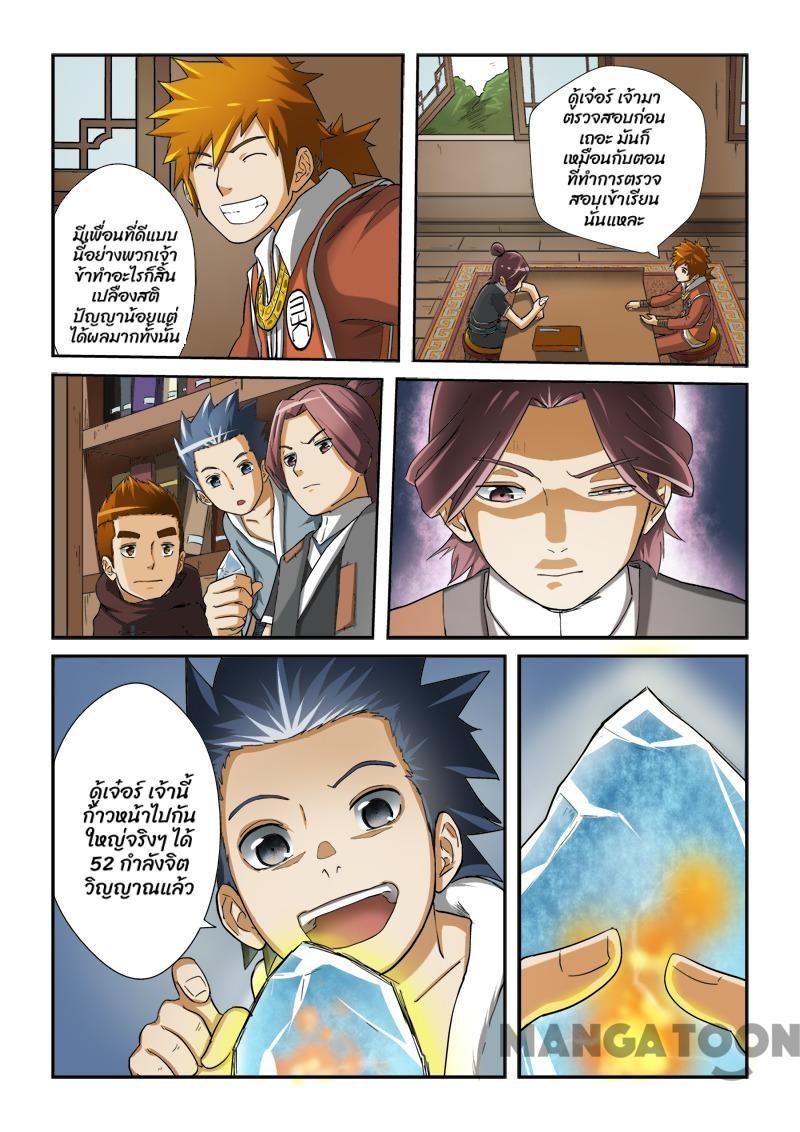 มีเพื่อนที่ดีแบบ
นี้อย่างพวกเจ้า
ข้าทำอะไรก็สิ้น
เปลืองสติ
ปัญญาน้อยแต่
ได้ผลมากทั้งนั้น
ดู้เจ๋อร์ เจ้ามา
ตรวจสอบก่อน
เถอะ มันก็
เหมือนกับตอน
ที่ทำการตรวจ
สอบเข้าเรียน
นั่นแหละ
ดู้เจ๋อร์ เจ้านี้
ก้าวหน้าไปกัน
ใหญ่จริงๆ ได้
52 กำลังจิต
วิญญาณแล้ว
MANGATOON